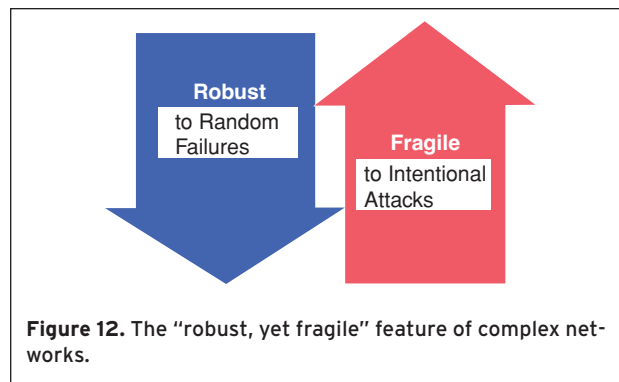 Robust
to Random
Failures
Fragile
to Intentional
Attacks
Figure 12. The “robust, yet fragile” feature of complex net-
works.